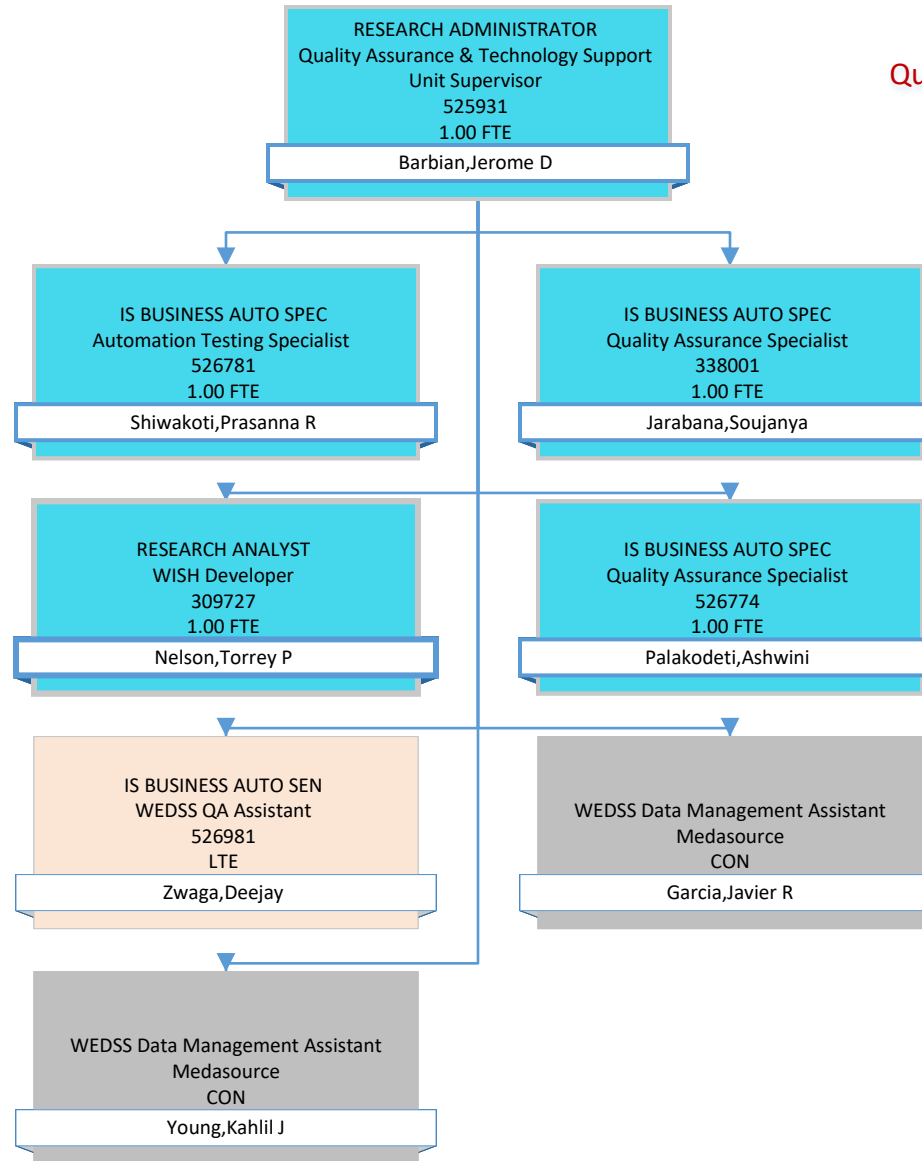 RESEARCH ADMINISTRATOR
Quality Assurance & Technology Support
Unit Supervisor
525931
1.00 FTE
Barbian,Jerome D
Qu
IS BUSINESS AUTO SPEC
Automation Testing Specialist
526781
1.00 FTE
Shiwakoti,Prasanna R
IS BUSINESS AUTO SPEC
Quality Assurance Specialist
338001
1.00 FTE
Jarabana,Soujanya
RESEARCH ANALYST
WISH Developer
309727
1.00 FTE
Nelson,Torrey P
IS BUSINESS AUTO SPEC
Quality Assurance Specialist
526774
1.00 FTE
Palakodeti,Ashwini
IS BUSINESS AUTO SEN
WEDSS QA Assistant
526981
LTE
Zwaga,Deejay
WEDSS Data Management Assistant
Medasource
CON
Garcia,Javier R
WEDSS Data Management Assistant
Medasource
CON
Young,Kahlil J